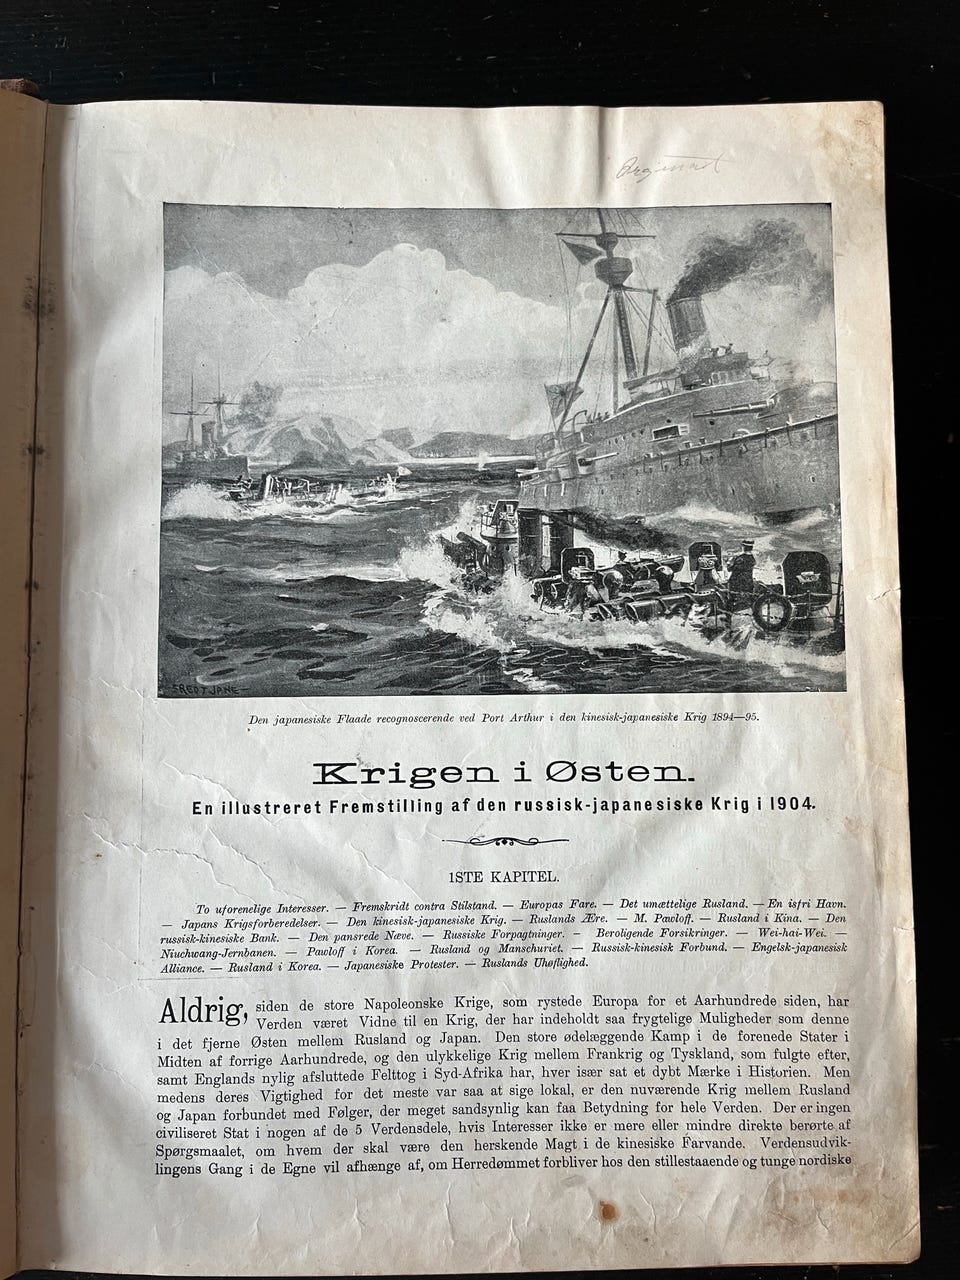 Original
FRED T JANE
Den japanesiske Flaade recognoscerende ved Port Arthur i den kinesisk-japanesiske Krig 1894—95.
Krigen i Østen.
En illustreret Fremstilling af den russisk-japanesiske Krig i 1904.
1STE KAPITEL.
To uforenelige Interesser. — Fremskridt contra Stilstand. — Europas Fare. — Det umættelige Rusland. — En isfri Havn.
— Japans Krigsforberedelser. — Den kinesisk-japanesiske Krig. — Ruslands Ære. — M. Pawloff. — Rusland i Kina. — Den
russisk-kinesiske Bank. — Den pansrede Næve. — Russiske Forpagtninger. – Beroligende Forsikringer. — Wei-hai-Wei. —
Niuchwang-Jernbanen. — Pawloff i Korea. — Rusland og Manschuriet. — Russisk-kinesisk Forbund. — Engelsk-japanesisk
Alliance. — Rusland i Korea. — Japanesiske Protester. — Ruslands Uhøflighed.
Aldrig, siden de store Napoleonske Krige, som rystede Europa for et Aarhundrede siden, har
Verden været Vidne til en Krig, der har indeholdt saa frygtelige Muligheder som denne
i det fjerne Østen mellem Rusland og Japan. Den store ødelæggende Kamp i de forenede Stater i
Midten af forrige Aarhundrede, og den ulykkelige Krig mellem Frankrig og Tyskland, som fulgte efter,
samt Englands nylig afsluttede Felttog i Syd-Afrika har, hver især sat et dybt Mærke i Historien. Men
medens deres Vigtighed for det meste var saa at sige lokal, er den nuværende Krig mellem Rusland
og Japan forbundet med Følger, der meget sandsynlig kan faa Betydning for hele Verden. Der er ingen
civiliseret Stat i nogen af de 5 Verdensdele, hvis Interesser ikke er mere eller mindre direkte berørte af
Spørgsmaalet, om hvem der skal være den herskende Magt i de kinesiske Farvande. Verdensudvik-
lingens Gang i de Egne vil afhænge af, om Herredømmet forbliver hos den stillestaaende og tunge nordiske